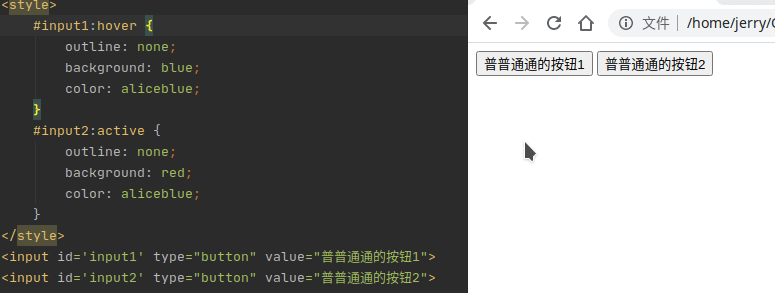 <style>
#input1:hover {
outline: none;
background: blue;
color: aliceblue;
}
#input2:active {
outline: none;
background: red;
color: aliceblue;
}
</style>
<input id='input1' type="button" value="普普通通的按钮1">
<input id='input2' type="button" value="普普通通的按钮2">
文件 | /home/jerry/
普普通通的按钮1 普普通通的按钮2